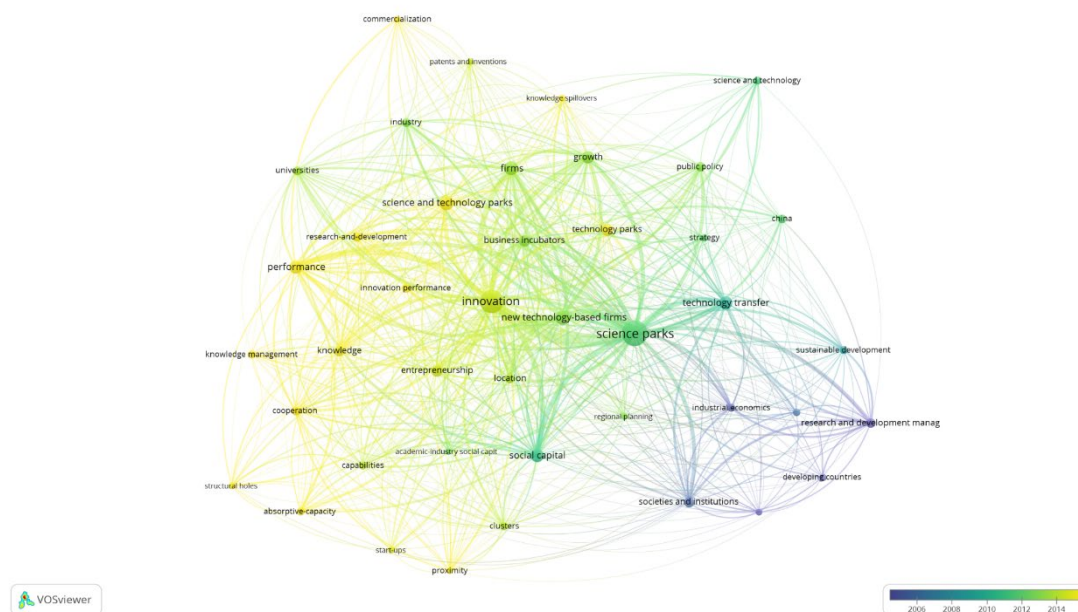 commercialization
patents and inventions
science and technology
knowledge spillovers
industry
growth
firms
public policy
universities
science and technology parks
china
technology parks
research-and-development
business incubators
strategy
performance
innovation performance
innovation
technology transfer
new technology-based firms
science parks
knowledge
sustainable development
knowledge management
entrepreneurship
location
industrial economics
cooperation
regional planning
research and development manag
academic-industry social capit
social capital
capabilities
developing countries
structural holes
societies and institutions
absorptive-capacity
clusters
start-ups
proximity
VOSviewer
2006 2008 2010 2012 2014